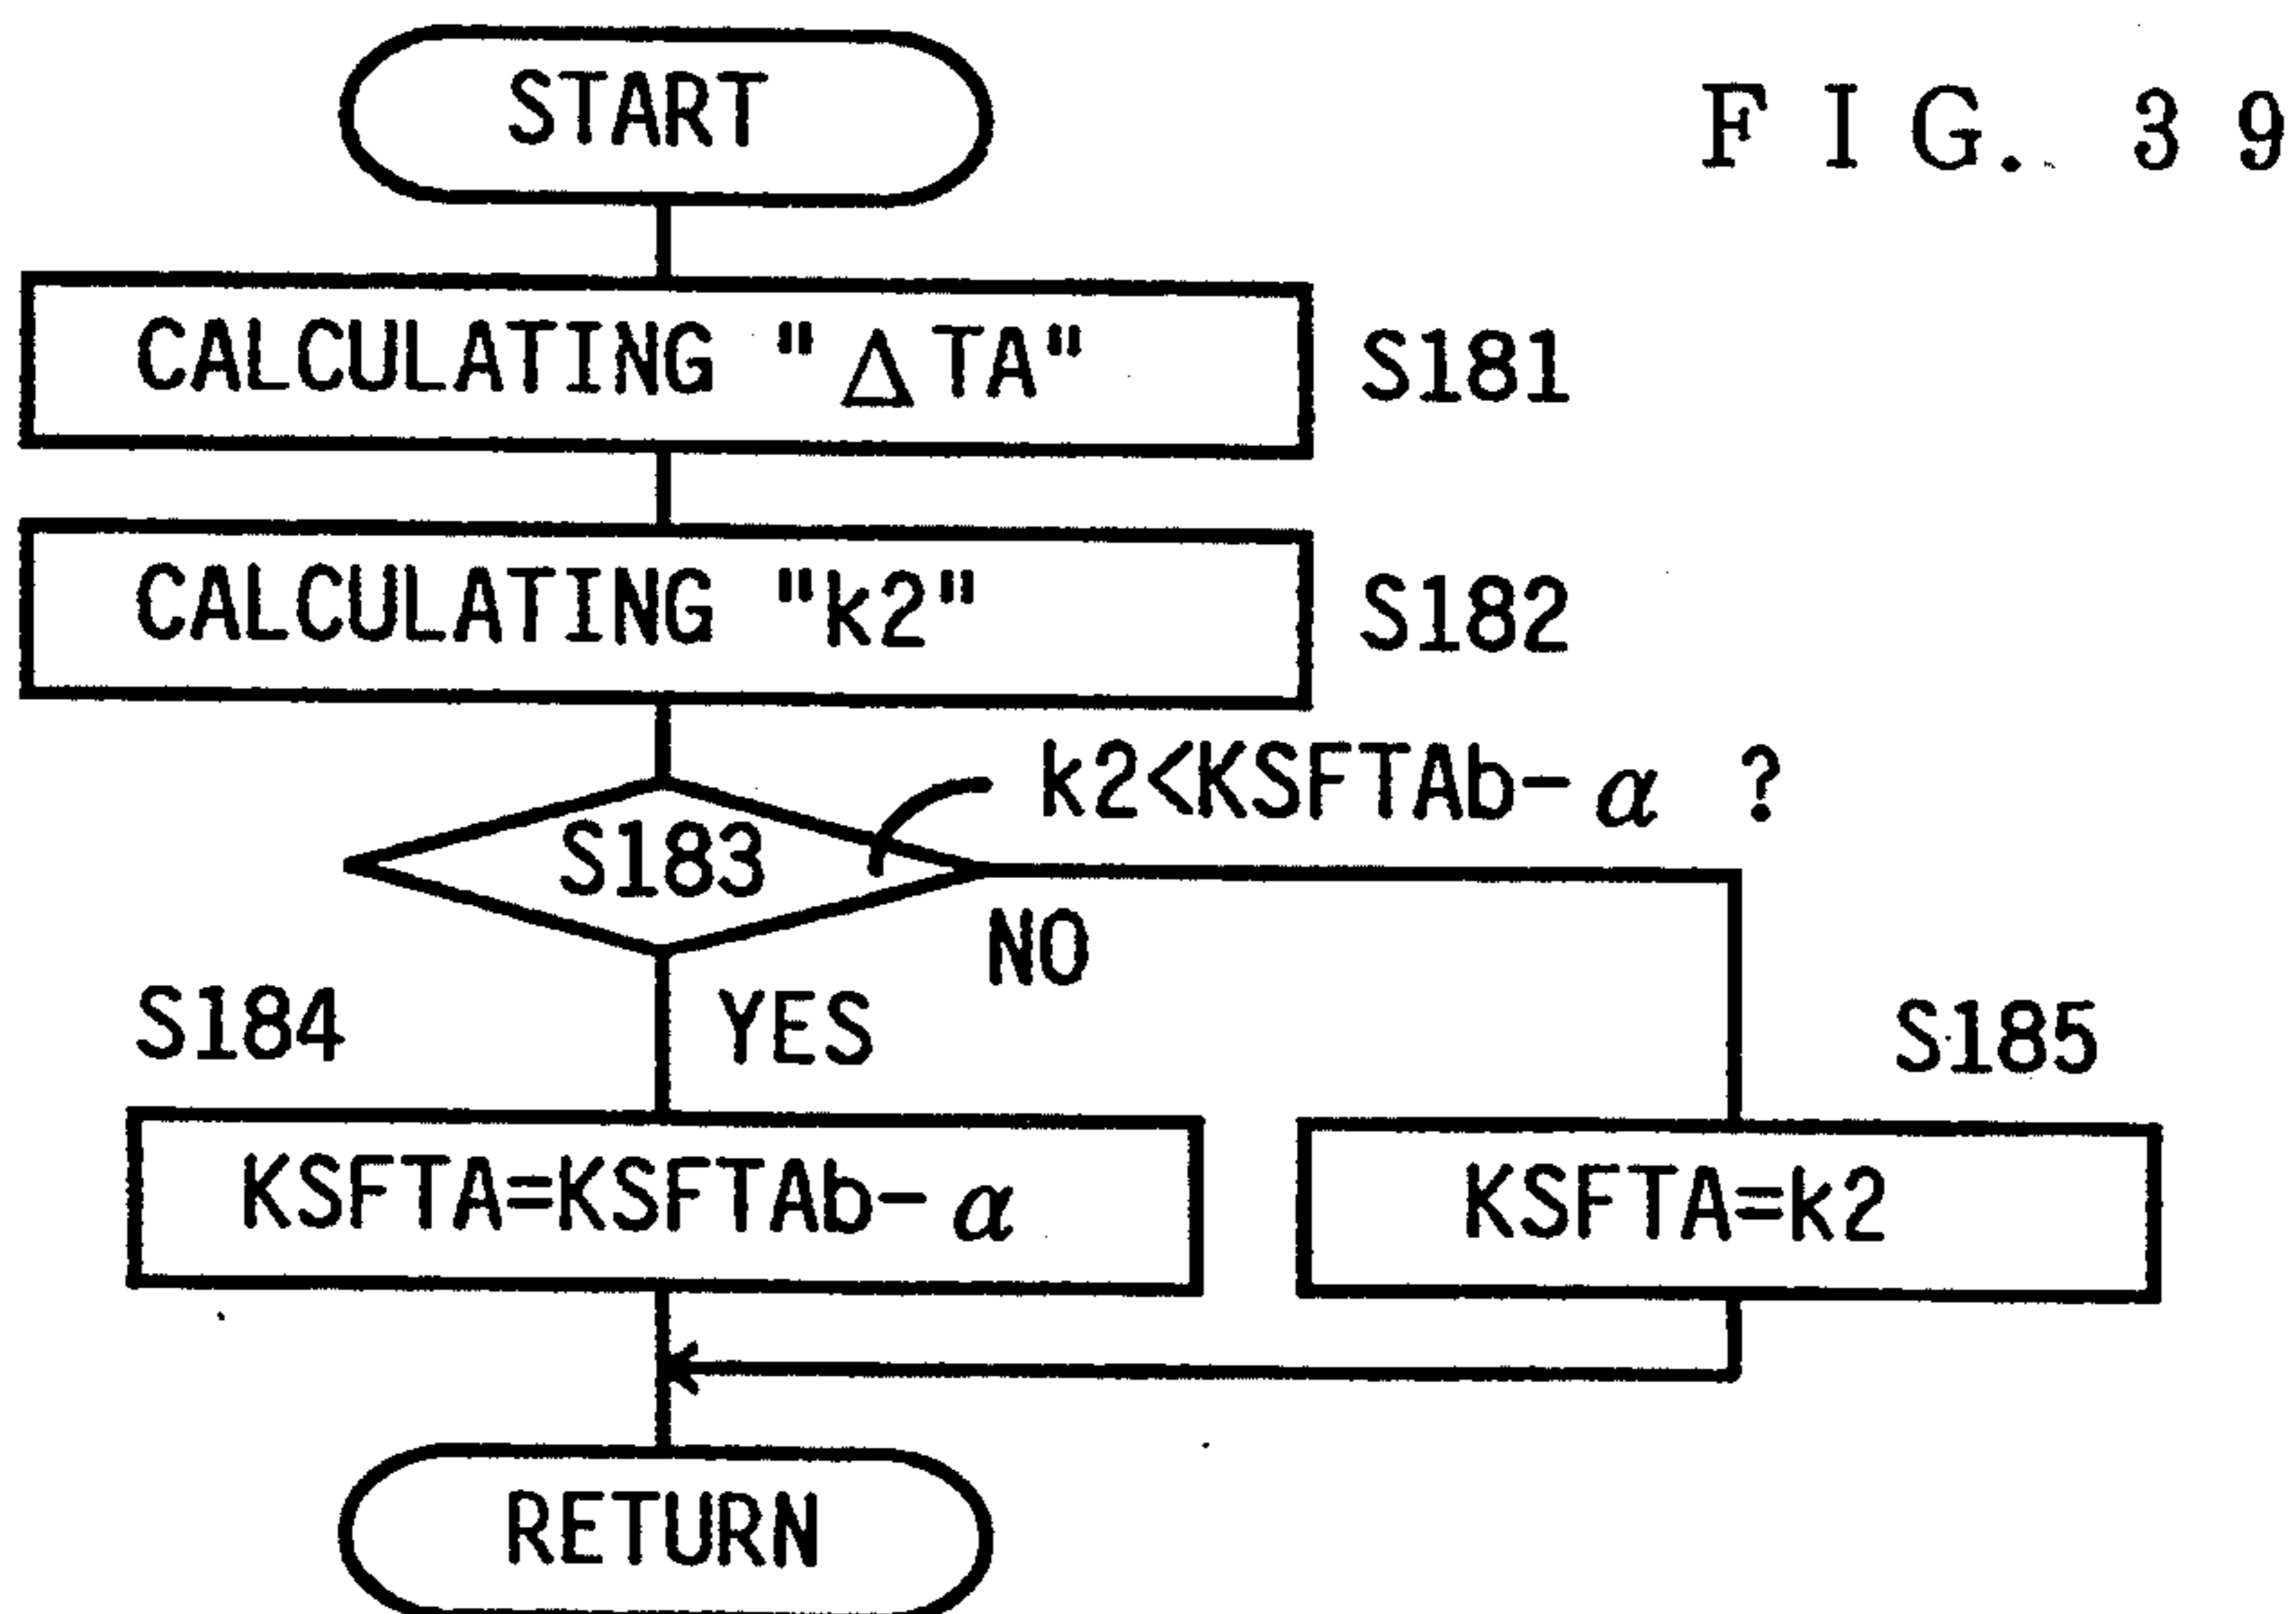 START
F I G. 3 9
CALCULATING "ΔTA"
S181
CALCULATING "k2"
S182
k2<KSFTAb-α ?
S183
NO
S184
YES
S185
KSFTA=KSFTAb-α
KSFTA=k2
RETURN